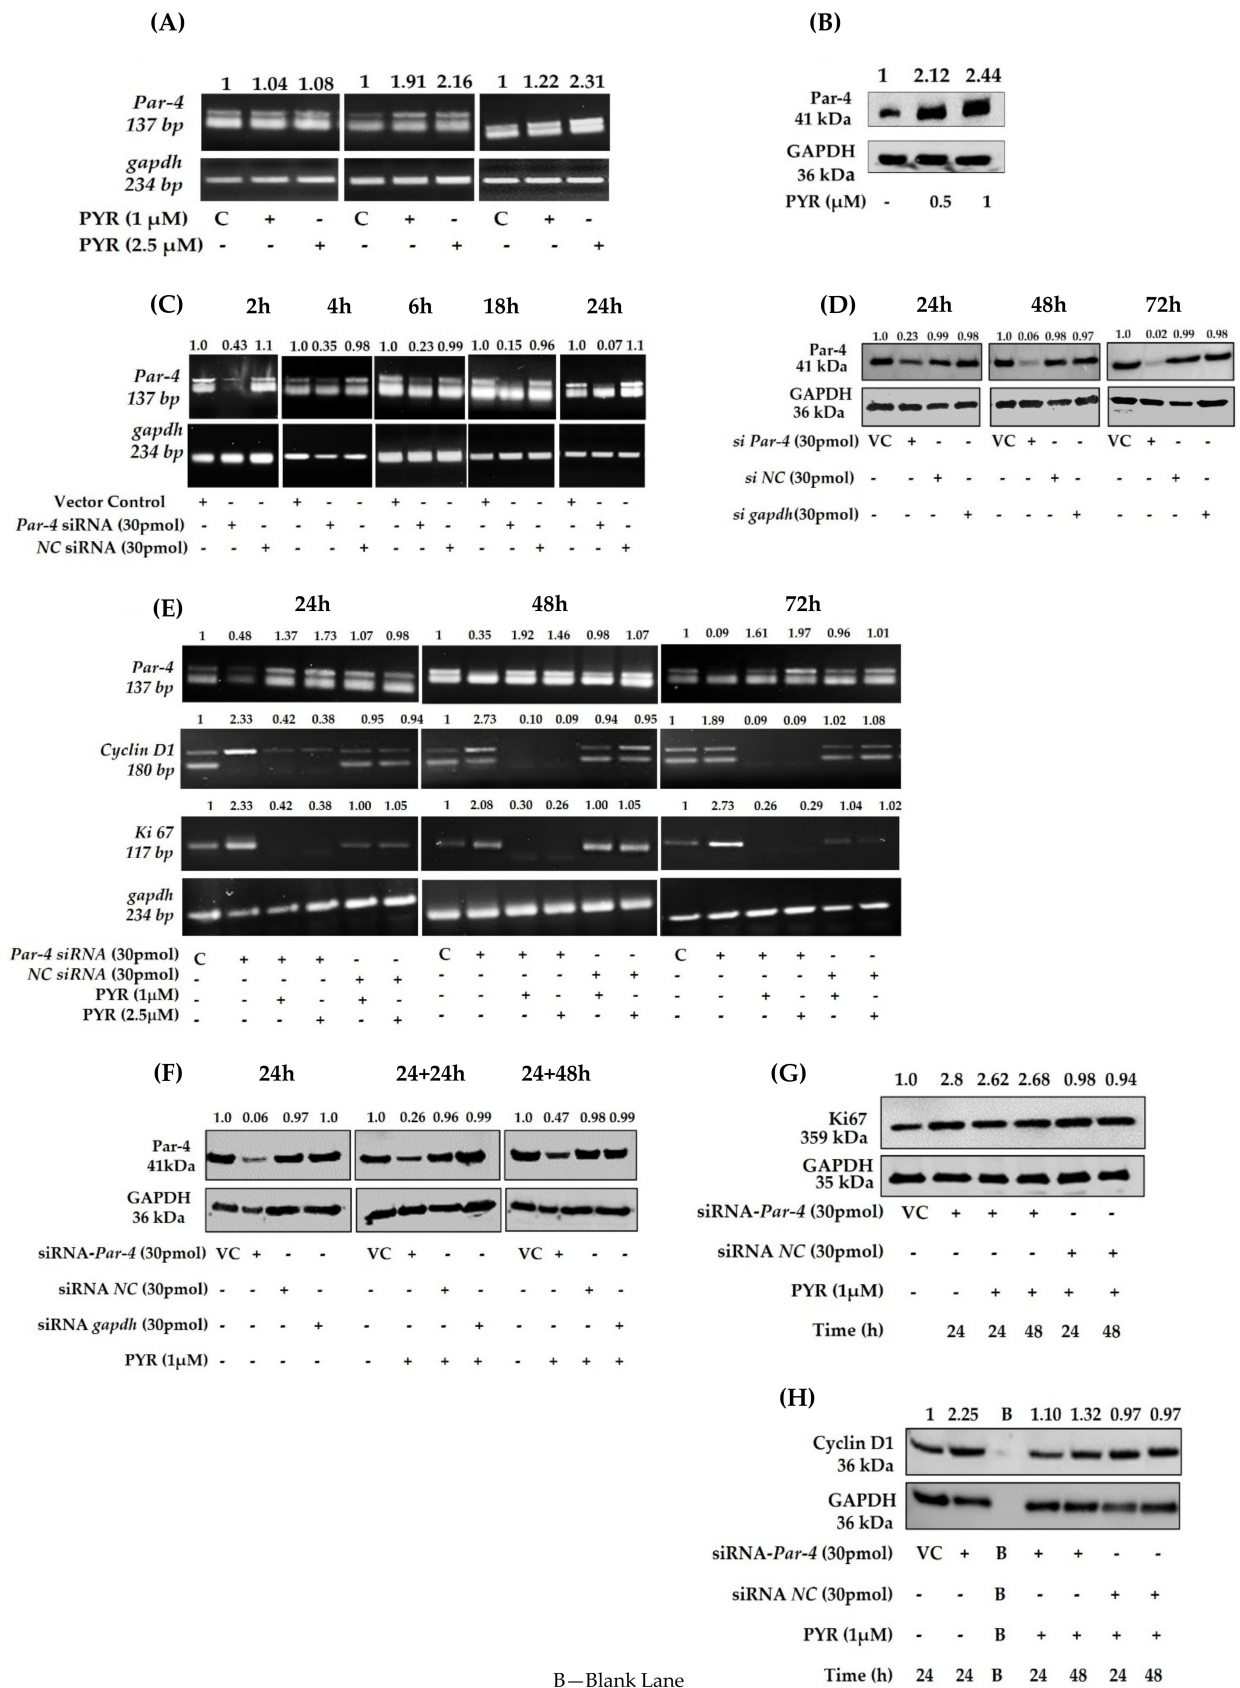 (A)
1 1.04 1.08 1 1.91 2.16 1 1.22 2.31
Par-4
137 bp
gapdh
234 bp
PYR (1 µM) C + - C + - C + -
PYR (2.5 µM) - - + - - + - - +
(B)
1 2.12 2.44
Par-4
41 kDa
GAPDH
36 kDa
PYR (µM) - 0.5 1
(C) 2h 4h 6h 18h 24h
1.0 0.43 1.1 1.0 0.35 0.98 1.0 0.23 0.99 1.0 0.15 0.96 1.0 0.07 1.1
Par-4
137 bp
gapdh
234 bp
Vector Control + - - + - - + - - + - - + - -
Par-4 siRNA (30pmol) - + - - + - - + - - + - - + -
NC siRNA (30pmol) - - + - - + - - + - - + - - +
(D) 24h 48h 72h
1.0 0.23 0.99 0.98 1.0 0.06 0.98 0.97 1.0 0.02 0.99 0.98
Par-4
41 kDa
GAPDH
36 kDa
si Par-4 (30pmol) VC + - - VC + - - VC + - -
si NC (30pmol) - - + - - - + - - - + -
si gapdh(30pmol) - - - + - - - + - - - +
(E) 24h 48h 72h
1 0.48 1.37 1.73 1.07 0.98 1 0.35 1.92 1.46 0.98 1.07 1 0.09 1.61 1.97 0.96 1.01
Par-4
137 bp
1 2.33 0.42 0.38 0.95 0.94 1 2.73 0.10 0.09 0.94 0.95 1 1.89 0.09 0.09 1.02 1.08
Cyclin D1
180 bp
1 2.33 0.42 0.38 1.00 1.05 1 2.08 0.30 0.26 1.00 1.05 1 2.73 0.26 0.29 1.04 1.02
Ki 67
117 bp
gapdh
234 bp
Par-4 siRNA (30pmol) C + + + - - C + + + - - C + + + - -
NC siRNA (30pmol) - - - - + + - - - - + + - - - - + +
PYR (1µM) - - + - + - - - + - + - - - + - + -
PYR (2.5µM) - - - + - + - - - + - + - - - + - +
(F) 24h 24+24h 24+48h
1.0 0.06 0.97 1.0 1.0 0.26 0.96 0.99 1.0 0.47 0.98 0.99
Par-4
41kDa
GAPDH
36 kDa
siRNA-Par-4 (30pmol) VC + - - VC + - - VC + - -
siRNA NC (30pmol) - - + - - - + - - - + -
siRNA gapdh (30pmol) - - - + - - - + - - - +
PYR (1µM) - - - - - + + + - + + +
(G)
1.0 2.8 2.62 2.68 0.98 0.94
Ki67
359 kDa
GAPDH
35 kDa
siRNA-Par-4 (30pmol) VC + + + - -
siRNA NC (30pmol) - - - - + +
PYR (1µM) - - + + + +
Time (h) 24 24 48 24 48
(H)
1 2.25 B 1.10 1.32 0.97 0.97
Cyclin D1
36 kDa
GAPDH
36 kDa
siRNA-Par-4 (30pmol) VC + B + + - -
siRNA NC (30pmol) - - B - - + +
PYR (1µM) - - B + + + +
Time (h) 24 24 B 24 48 24 48
B—Blank Lane